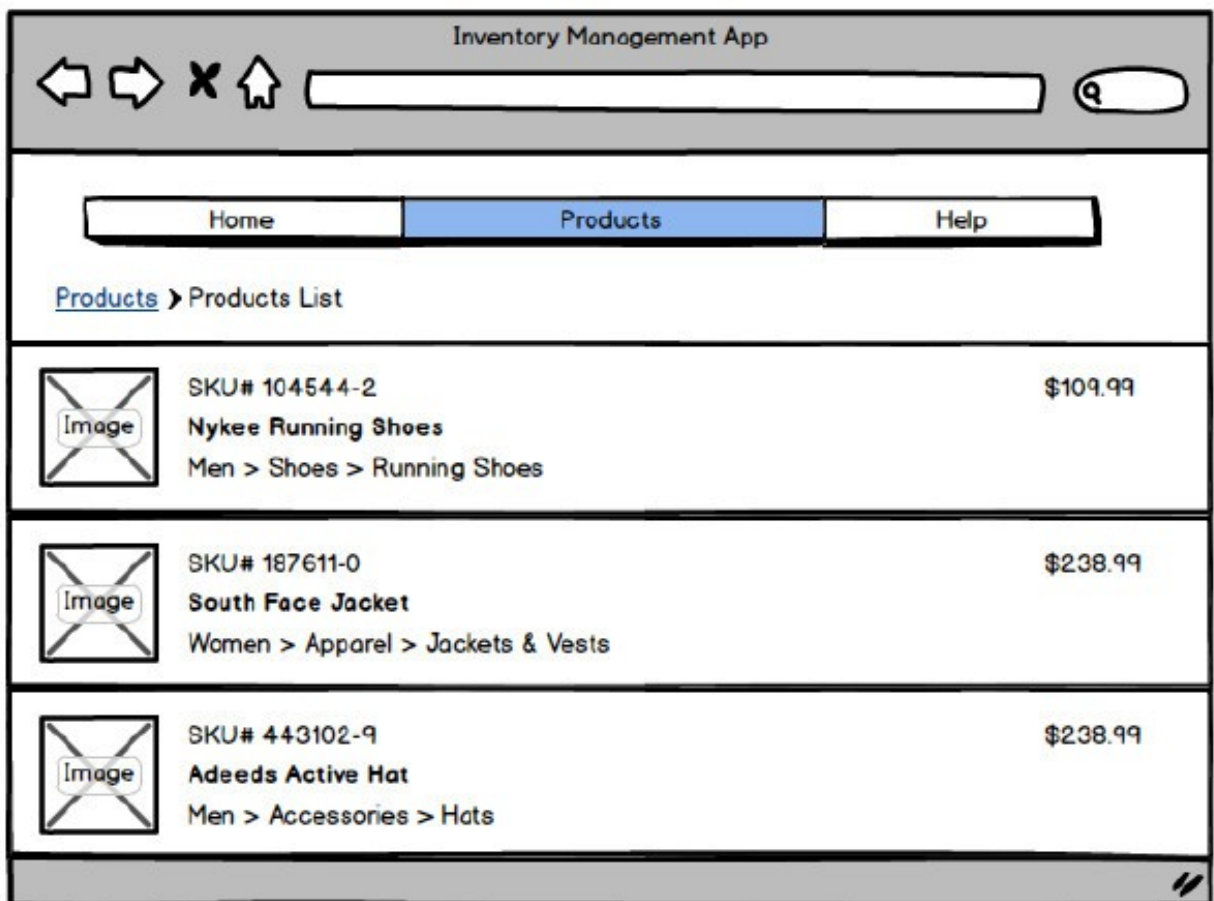 Inventory Management App
Home Products Help
Products > Products List
Image
SKU# 104544-2
$109.99
Nykee Running Shoes
Men > Shoes > Running Shoes
Image
SKU# 187611-0
$238.99
South Face Jacket
Women > Apparel > Jackets & Vests
Image
SKU# 443102-9
$238.99
Adeeds Active Hat
Men > Accessories > Hats